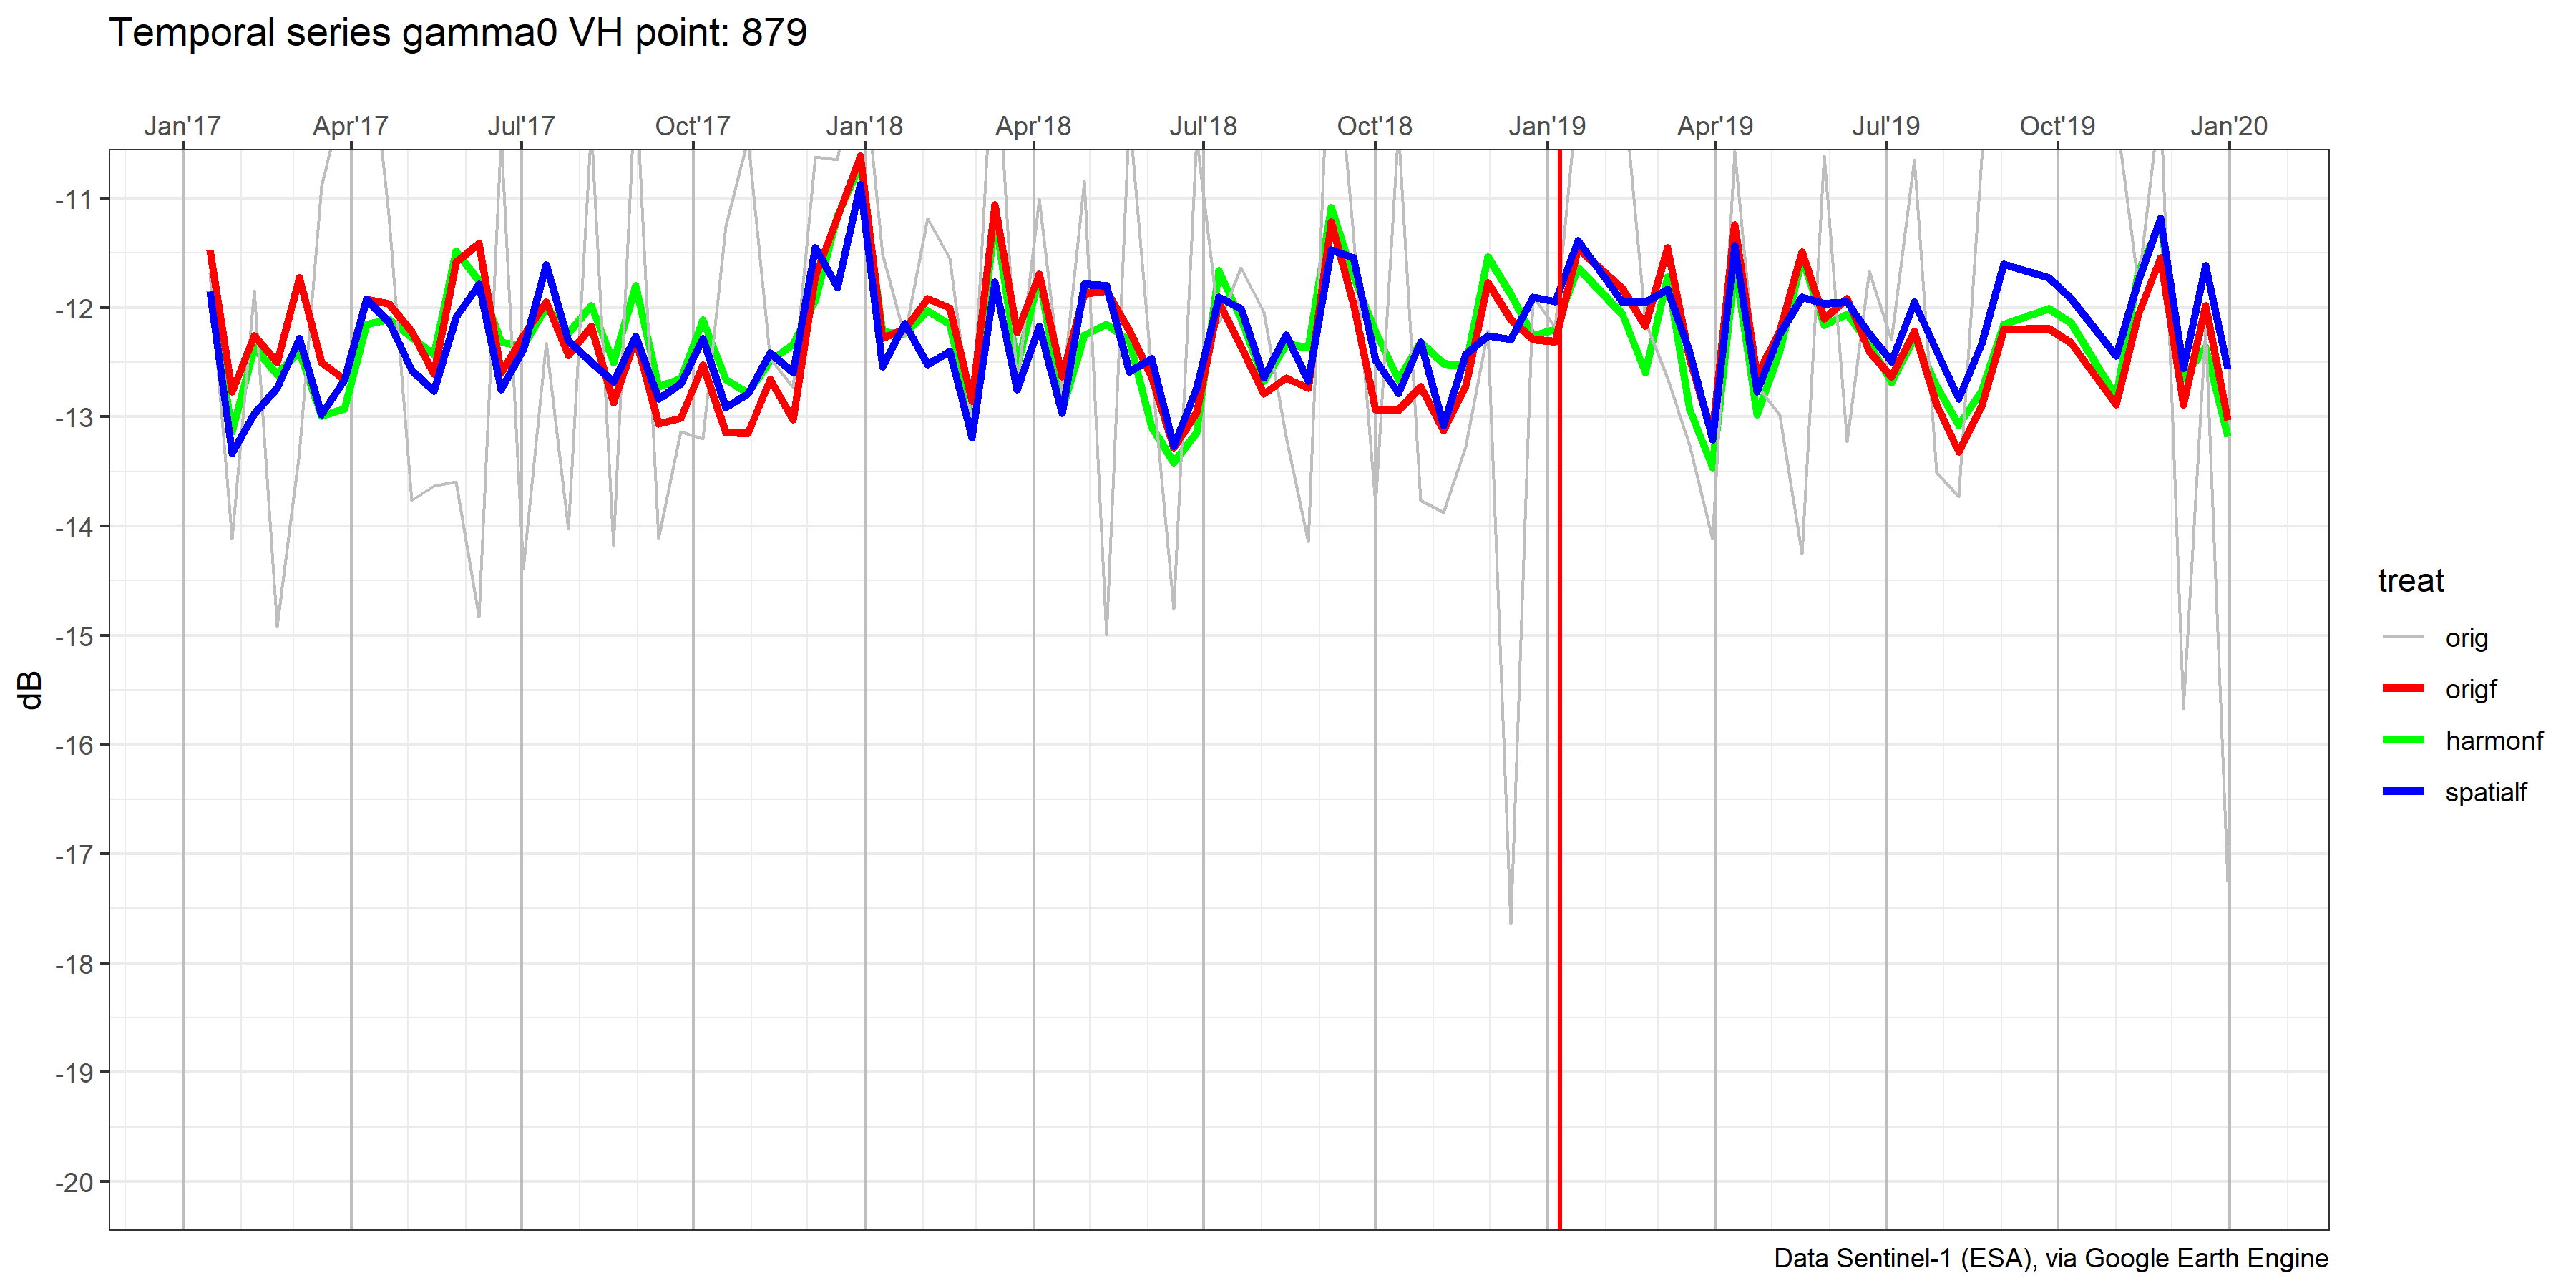 Temporal series gamma0 VH point: 879
Jan'17 Apr'17 Jul'17 Oct'17 Jan'18 Apr'18 Jul'18 Oct'18 Jan'19 Apr'19 Jul'19 Oct'19 Jan'20
-11
-12
-13
-14
-15
-16
-17
-18
-19
-20
dB
treat
orig
origf
harmonf
spatialf
Data Sentinel-1 (ESA), via Google Earth Engine